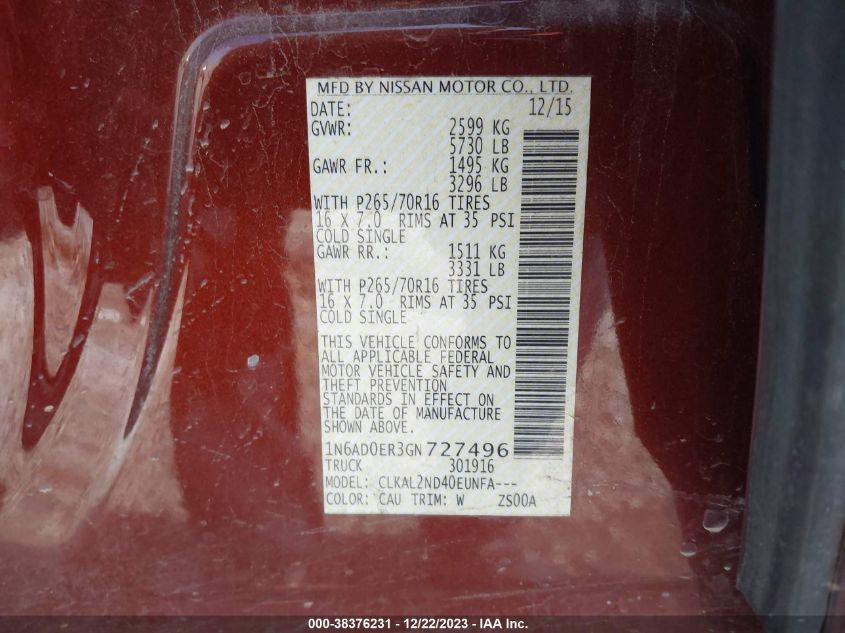 MFD BY NISSAN MOTOR CO., LTD.
DATE: 12/15
GVWR: 2599 KG
5730 LB
GAWR FR.: 1495 KG
3296 LB
WITH P265/70R16 TIRES
16 X 7.0 RIMS AT 35 PSI
COLD SINGLE
GAWR RR.: 1511 KG
3331 LB
WITH P265/70R16 TIRES
16 X 7.0 RIMS AT 35 PSI
COLD SINGLE
THIS VEHICLE CONFORMS TO
ALL APPLICABLE FEDERAL
MOTOR VEHICLE SAFETY AND
THEFT PREVENTION
STANDARDS IN EFFECT ON
THE DATE OF MANUFACTURE
SHOWN ABOVE.
1N6AD0ER3GN727496
TRUCK 301916
MODEL: CLKAL2ND40EUNFA---
COLOR: CAU TRIM: W ZS00A
000-38376231 - 12/22/2023 - IAA Inc.